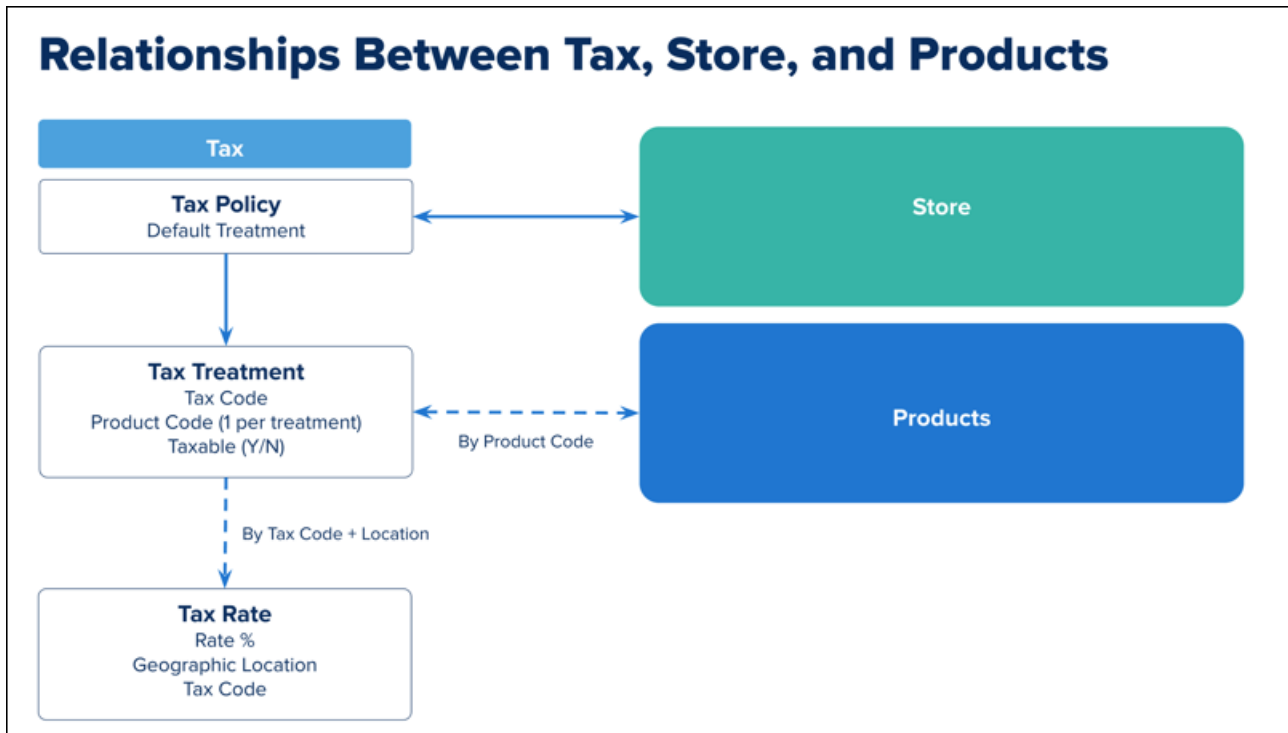 Relationships Between Tax, Store, and Products
Tax
Tax Policy
Default Treatment
Store
Tax Treatment
Tax Code
Product Code (1 per treatment)
Taxable (Y/N)
By Product Code
Products
By Tax Code + Location
Tax Rate
Rate %
Geographic Location
Tax Code